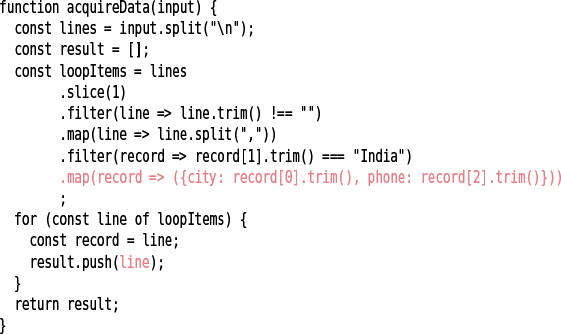 function acquireData(input) {
  const lines = input.split("\n");
  const result = [];
  const loopItems = lines
        .slice(1)
        .filter(line => line.trim() !== "")
        .map(line => line.split(","))
        .filter(record => record[1].trim() === "India")
        .map(record => ({city: record[0].trim(), phone: record[2].trim()}))
        ;
  for (const line of loopItems) {
    const record = line;
    result.push(line);
  }
  return result;
}